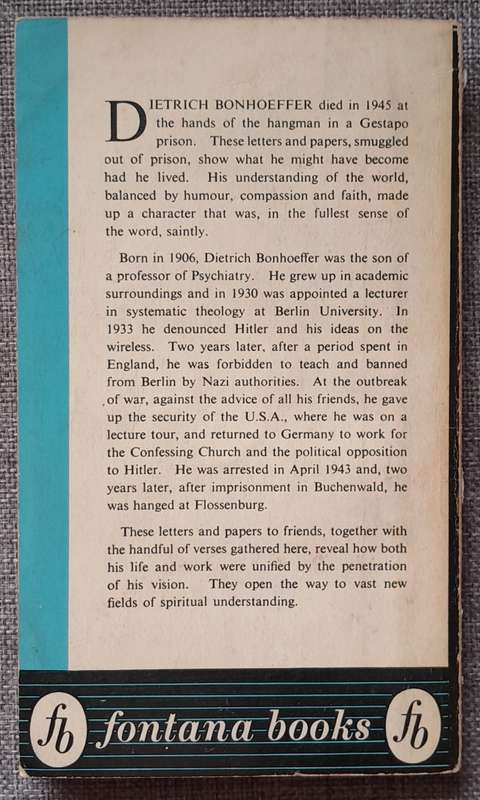 DIETRICH BONHOEFFER died in 1945 at
the hands of the hangman in a Gestapo
prison. These letters and papers, smuggled
out of prison, show what he might have become
had he lived. His understanding of the world,
balanced by humour, compassion and faith, made
up a character that was, in the fullest sense of
the word, saintly.
Born in 1906, Dietrich Bonhoeffer was the son of
a professor of Psychiatry. He grew up in academic
surroundings and in 1930 was appointed a lecturer
in systematic theology at Berlin University. In
1933 he denounced Hitler and his ideas on the
wireless. Two years later, after a period spent in
England, he was forbidden to teach and banned
from Berlin by Nazi authorities. At the outbreak
of war, against the advice of all his friends, he gave
up the security of the U.S.A., where he was on a
lecture tour, and returned to Germany to work for
the Confessing Church and the political opposition
to Hitler. He was arrested in April 1943 and, two
years later, after imprisonment in Buchenwald, he
was hanged at Flossenburg.
These letters and papers to friends, together with
the handful of verses gathered here, reveal how both
his life and work were unified by the penetration
of his vision. They open the way to vast new
fields of spiritual understanding.
fb fontana books fb